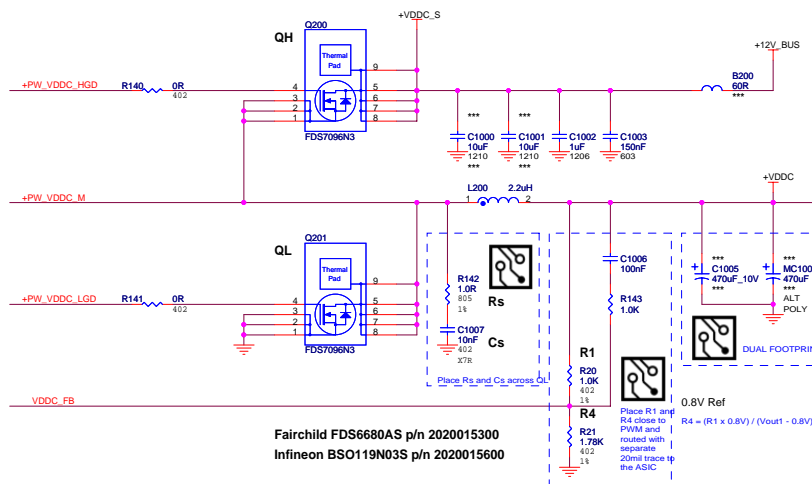 +VDDC_S
QH
Q200
Thermal
Pad
9
+12V_BUS
+PW_VDDC_HGD
R140
0R
402
4
3
2
1
5
6
7
8
FDS7096N3
B200
60R
***
***
C1000
10uF
1210
***
***
C1001
10uF
1210
***
C1002
1uF
1206
C1003
150nF
603
+VDDC
+PW_VDDC_M
L200
2.2uH
1
2
QL
Q201
Thermal
Pad
9
+PW_VDDC_LGD
R141
0R
402
4
3
2
1
5
6
7
8
FDS7096N3
R142
1.0R
805
1%
Rs
C1007
10nF
402
X7R
Cs
Place Rs and Cs across QL
C1006
100nF
R143
1.0K
***
C1005
470uF_10V
***
***
MC100
470uF
***
ALT
POLY
DUAL FOOTPRIN
R1
R20
1.0K
402
1%
VDDC_FB
R4
R21
1.78K
402
1%
Place R1 and
R4 close to
PWM and
routed with
separate
20mil trace to
the ASIC
0.8V Ref
R4 = (R1 x 0.8V) / (Vout1 - 0.8V)
Fairchild FDS6680AS p/n 2020015300
Infineon BSO119N03S p/n 2020015600